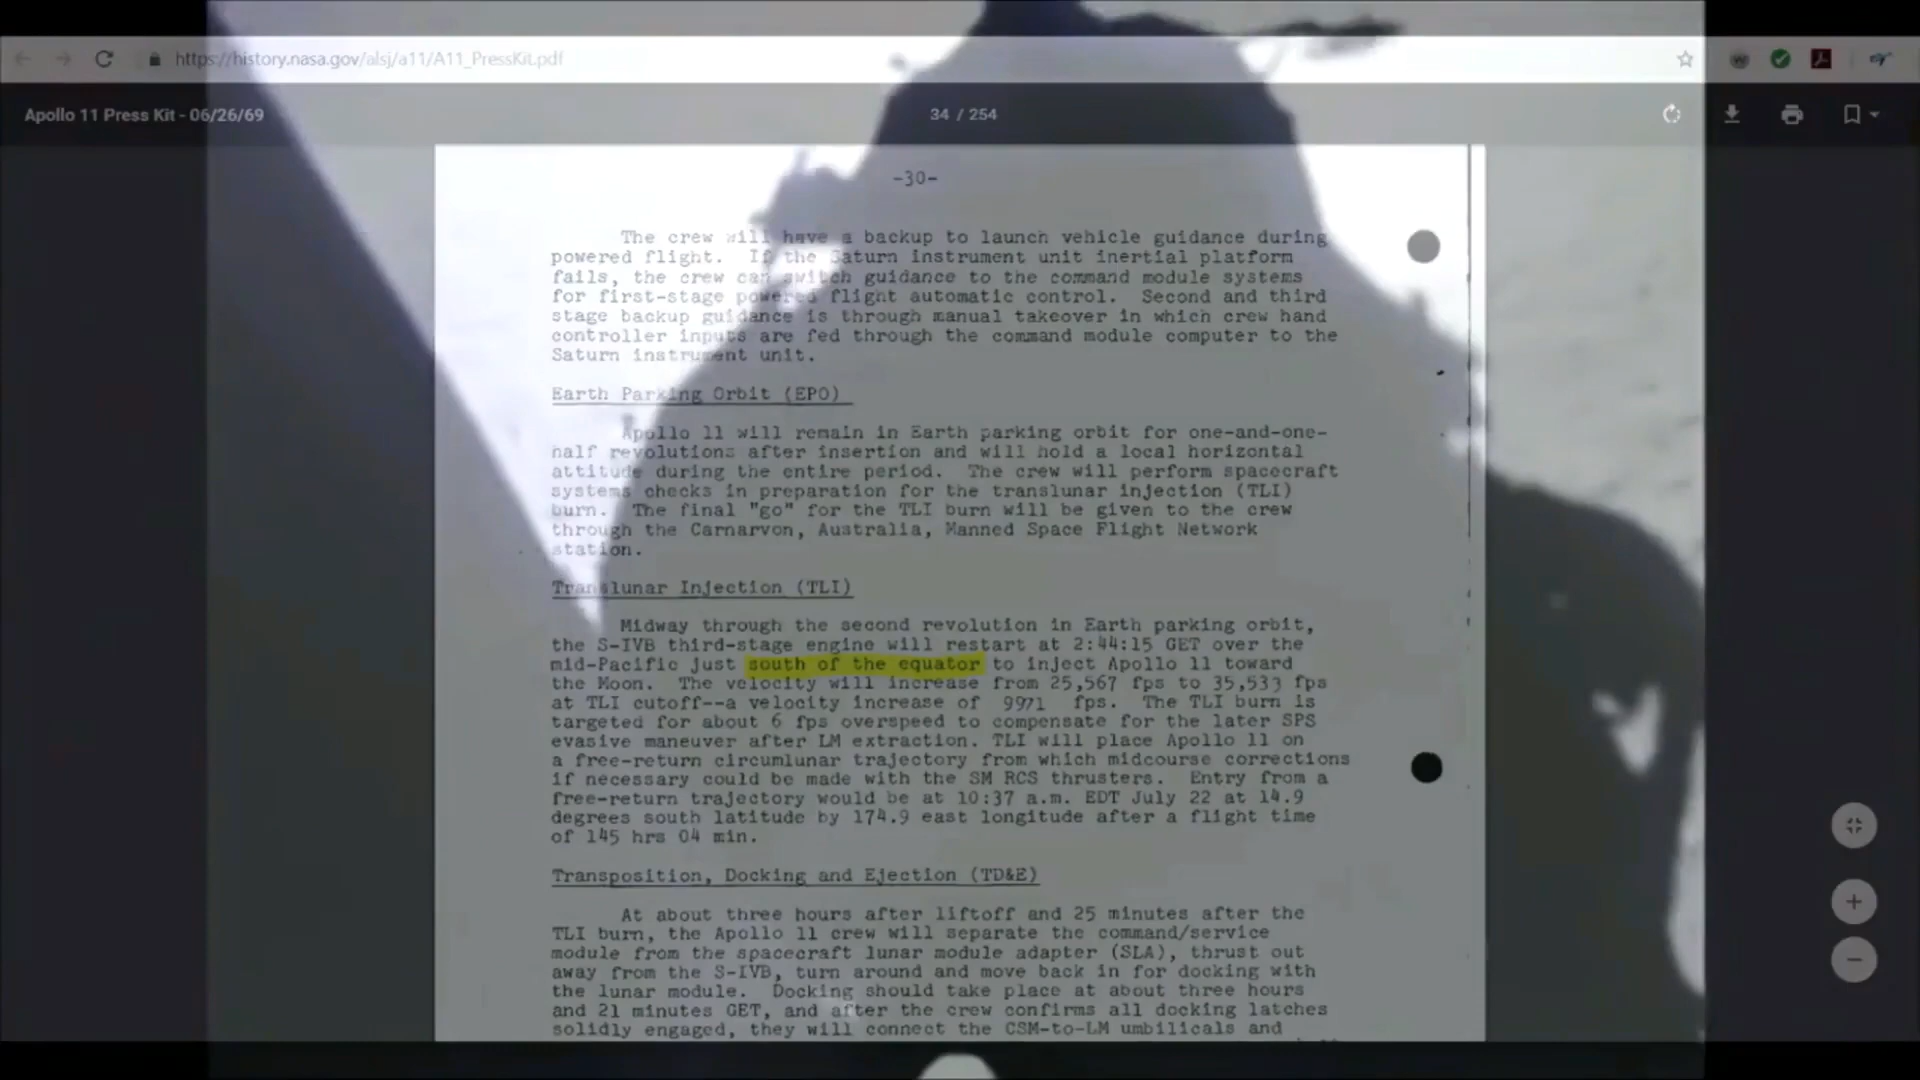 https://history.nasa.gov/alsj/a11/A11_PressKit.pdf
Apollo 11 Press Kit - 06/26/69
34 / 254
-30-
The crew will have a backup to launch vehicle guidance during
powered flight. If the Saturn instrument unit inertial platform
fails, the crew can switch guidance to the command module systems
for first-stage powered flight automatic control. Second and third
stage backup guidance is through manual takeover in which crew hand
controller inputs are fed through the command module computer to the
Saturn instrument unit.
Earth Parking Orbit (EPO)
Apollo 11 will remain in Earth parking orbit for one-and-one-
half revolutions after insertion and will hold a local horizontal
attitude during the entire period. The crew will perform spacecraft
systems checks in preparation for the translunar injection (TLI)
burn. The final "go" for the TLI burn will be given to the crew
through the Carnarvon, Australia, Manned Space Flight Network
station.
Translunar Injection (TLI)
Midway through the second revolution in Earth parking orbit,
the S-IVB third-stage engine will restart at 2:44:15 GET over the
mid-Pacific just south of the equator to inject Apollo 11 toward
the Moon. The velocity will increase from 25,567 fps to 35,533 fps
at TLI cutoff--a velocity increase of 9971 fps. The TLI burn is
targeted for about 6 fps overspeed to compensate for the later SPS
evasive maneuver after LM extraction. TLI will place Apollo 11 on
a free-return circumlunar trajectory from which midcourse corrections
if necessary could be made with the SM RCS thrusters. Entry from a
free-return trajectory would be at 10:37 a.m. EDT July 22 at 14.9
degrees south latitude by 174.9 east longitude after a flight time
of 145 hrs 04 min.
Transposition, Docking and Ejection (TD&E)
At about three hours after liftoff and 25 minutes after the
TLI burn, the Apollo 11 crew will separate the command/service
module from the spacecraft lunar module adapter (SLA), thrust out
away from the S-IVB, turn around and move back in for docking with
the lunar module. Docking should take place at about three hours
and 21 minutes GET, and after the crew confirms all docking latches
solidly engaged, they will connect the CSM-to-LM umbilicals and